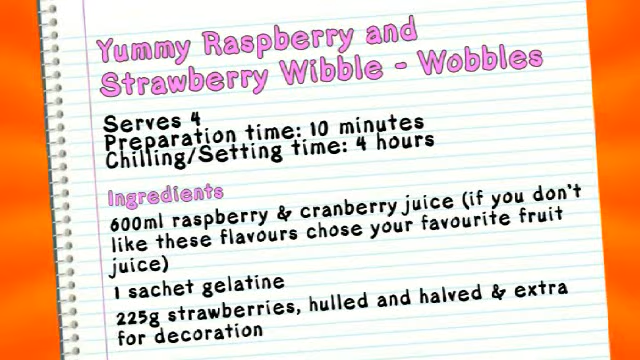 Yummy Raspberry and
Strawberry Wibble - Wobbles
Serves 4
Preparation time: 10 minutes
Chilling/Setting time: 4 hours
Ingredients
600ml raspberry & cranberry juice (if you don't
like these flavours chose your favourite fruit
juice)
1 sachet gelatine
225g strawberries, hulled and halved & extra
for decoration